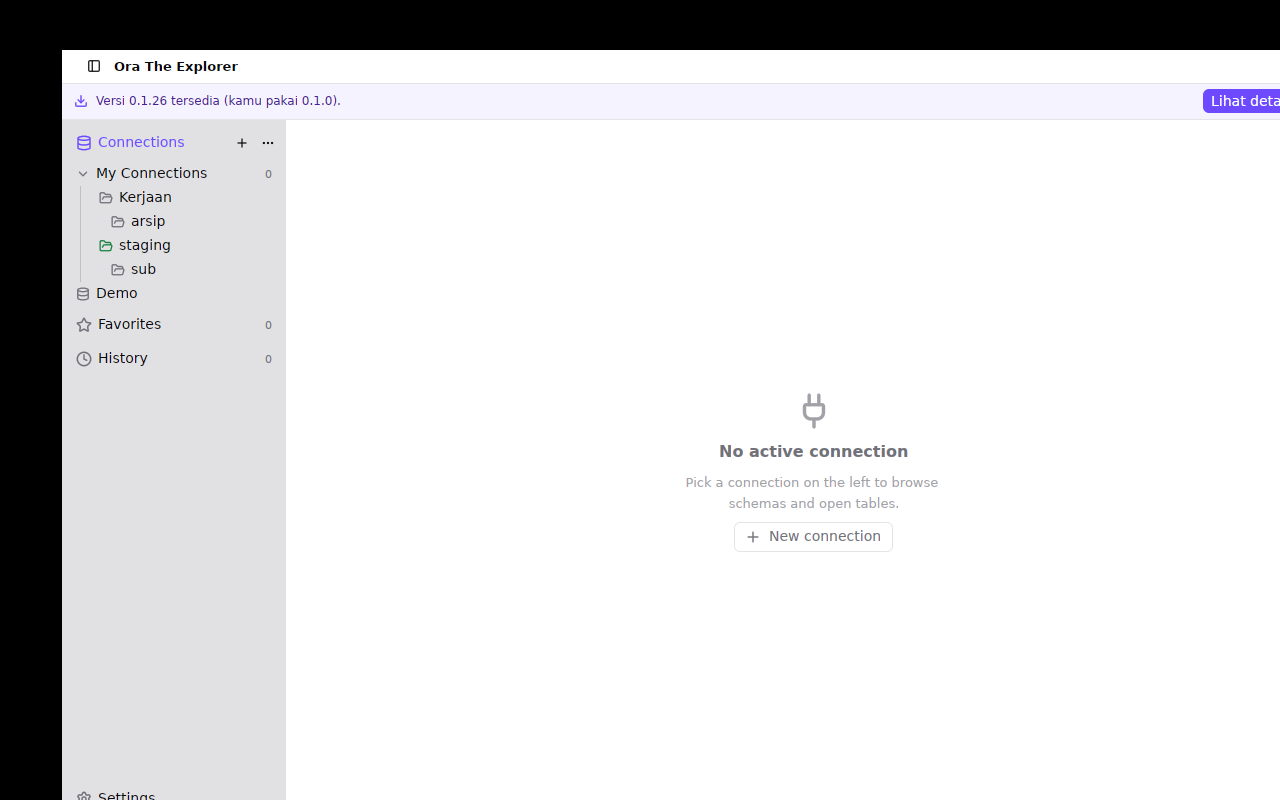 Ora The Explorer
Versi 0.1.26 tersedia (kamu pakai 0.1.0).
Lihat deta
Connections
My Connections 0
Kerjaan
arsip
staging
sub
Demo
Favorites 0
History 0
No active connection
Pick a connection on the left to browse
schemas and open tables.
New connection
Settings